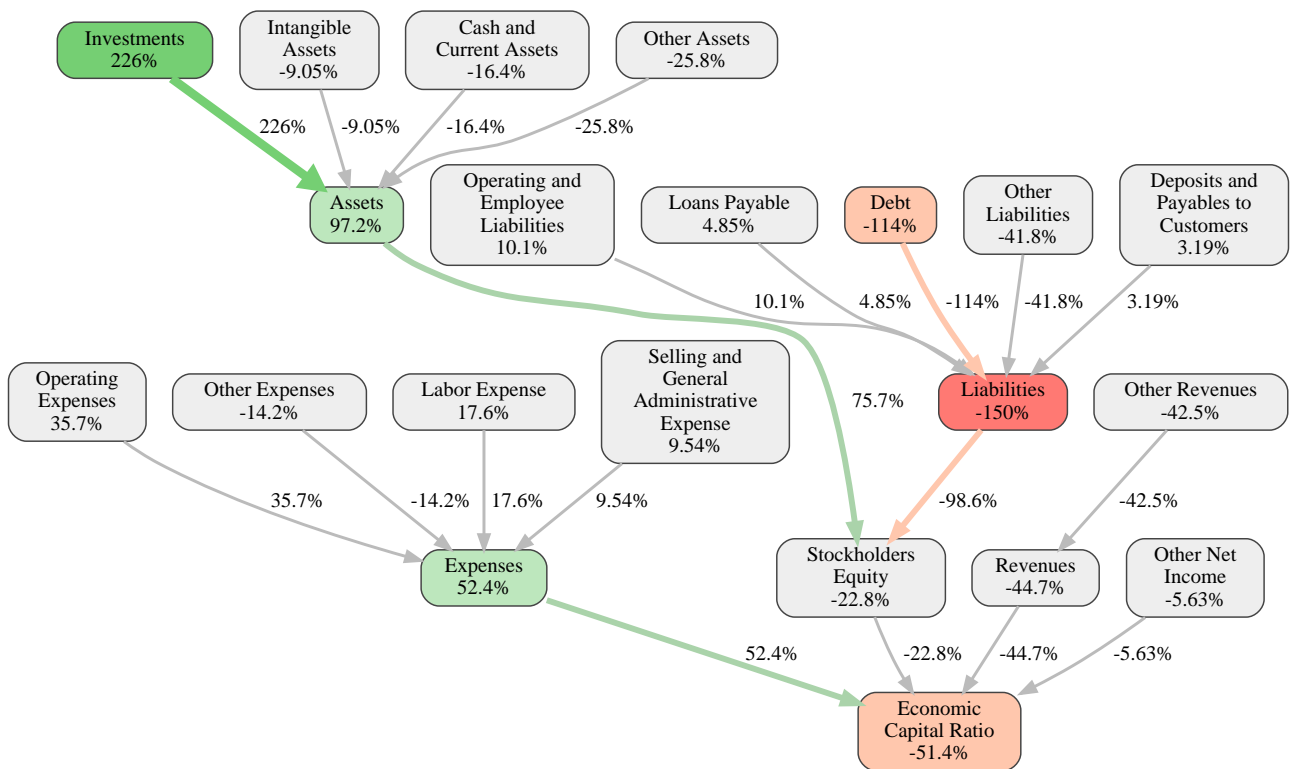 Investments
226%
Intangible
Assets
-9.05%
Cash and
Current Assets
-16.4%
Other Assets
-25.8%
226%
-9.05%
-16.4%
-25.8%
Assets
97.2%
Operating and
Employee
Liabilities
10.1%
Loans Payable
4.85%
Debt
-114%
Other
Liabilities
-41.8%
Deposits and
Payables to
Customers
3.19%
10.1%
4.85%
-114%
-41.8%
3.19%
Operating
Expenses
35.7%
Other Expenses
-14.2%
Labor Expense
17.6%
Selling and
General
Administrative
Expense
9.54%
75.7%
Liabilities
-150%
Other Revenues
-42.5%
35.7%
-14.2%
17.6%
9.54%
-98.6%
-42.5%
Expenses
52.4%
Stockholders
Equity
-22.8%
Revenues
-44.7%
Other Net
Income
-5.63%
52.4%
-22.8%
-44.7%
-5.63%
Economic
Capital Ratio
-51.4%